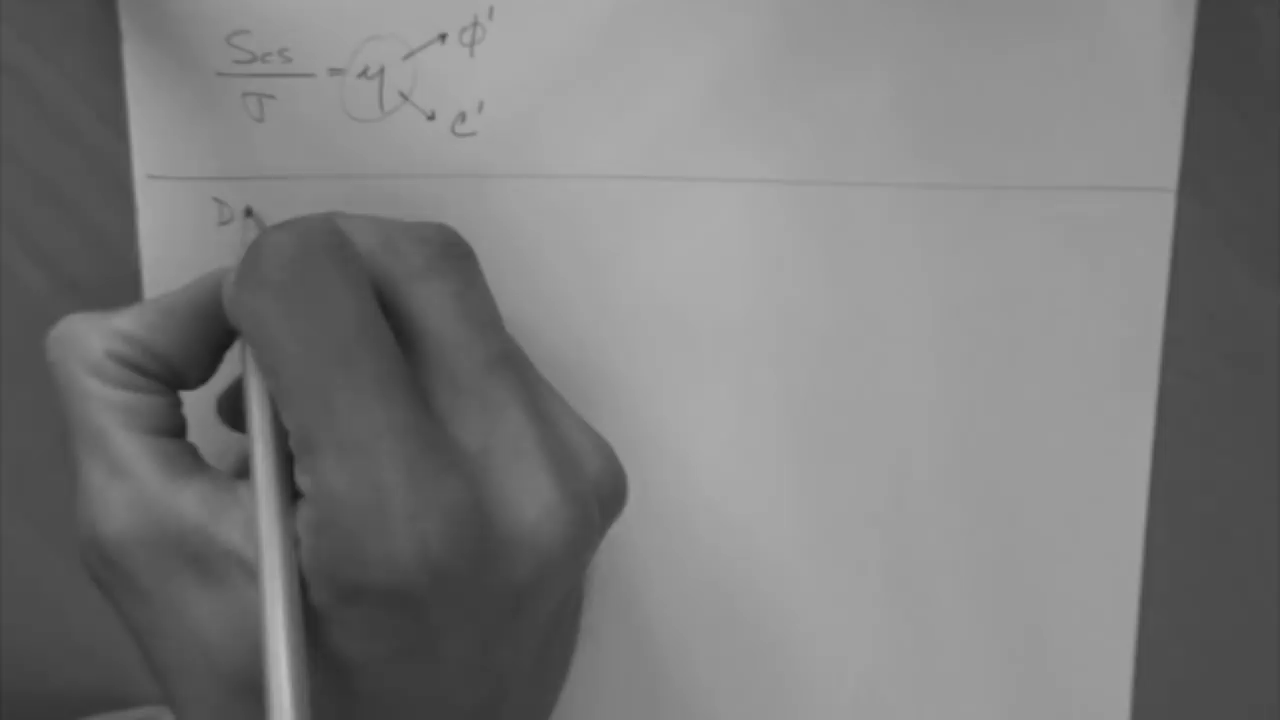 Scs / σ = η → φ'
→ c'
D